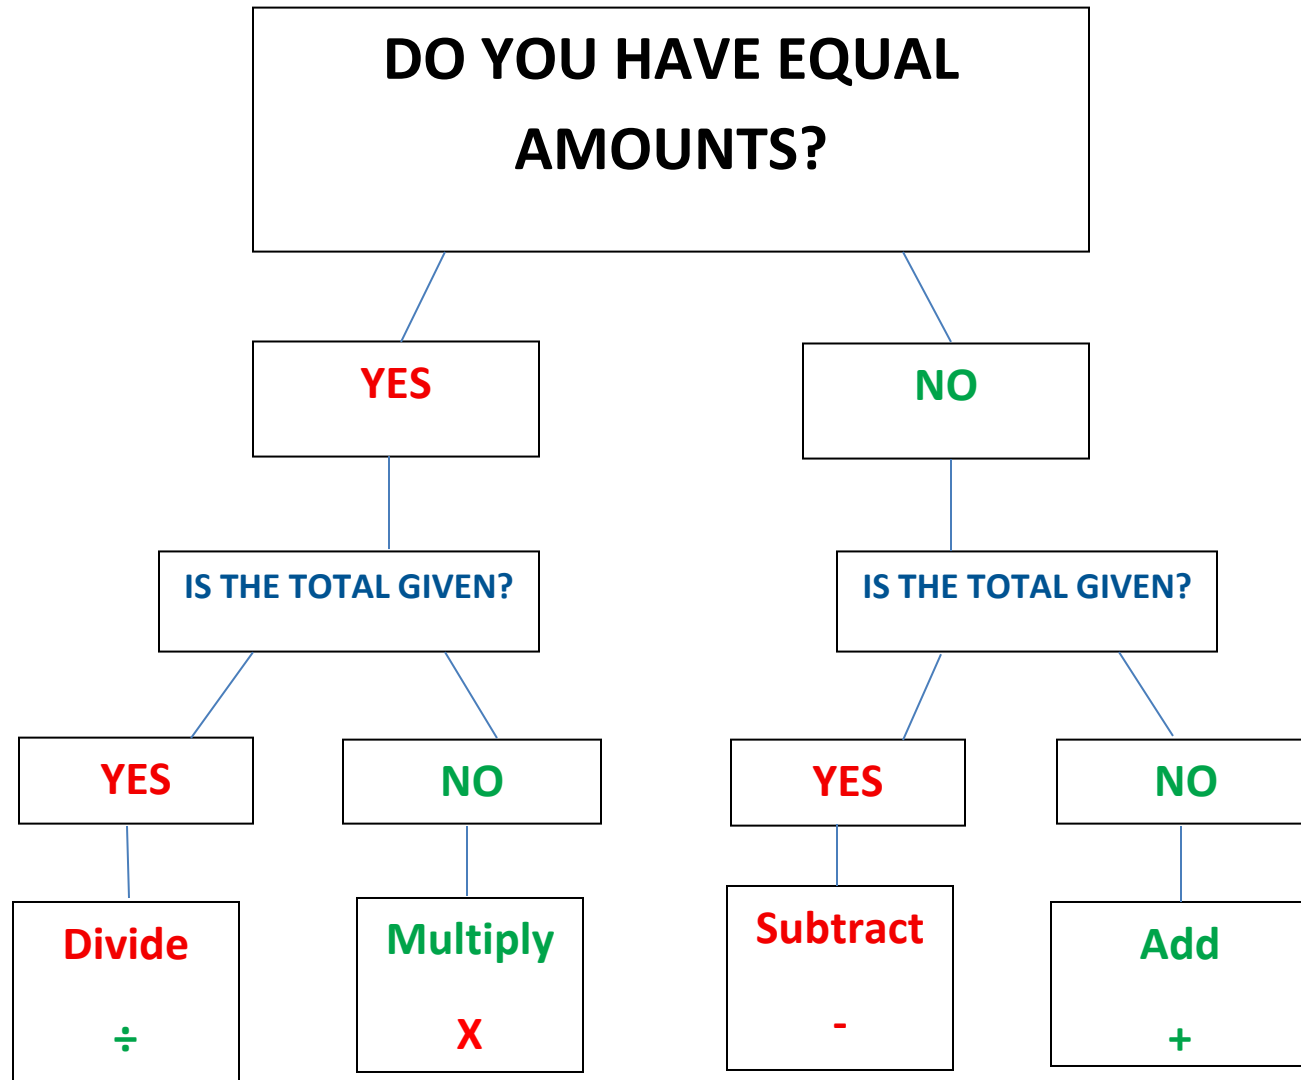 DO YOU HAVE EQUAL
AMOUNTS?
YES
NO
IS THE TOTAL GIVEN?
IS THE TOTAL GIVEN?
YES
NO
YES
NO
Divide
÷
Multiply
X
Subtract
-
Add
+